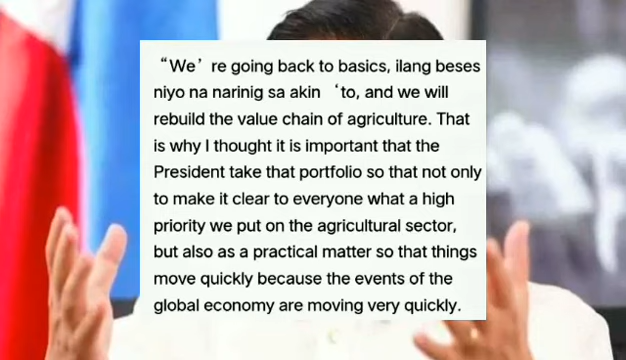 “We’re going back to basics, ilang beses
niyo na narinig sa akin ‘to, and we will
rebuild the value chain of agriculture. That
is why I thought it is important that the
President take that portfolio so that not only
to make it clear to everyone what a high
priority we put on the agricultural sector,
but also as a practical matter so that things
move quickly because the events of the
global economy are moving very quickly.